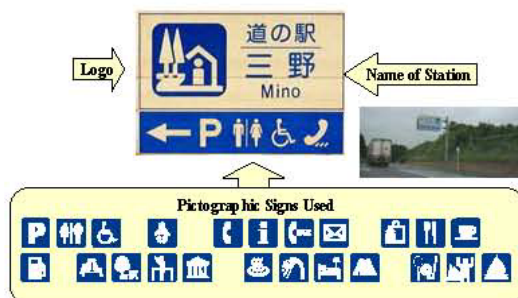 道の駅
三野
Mino
P
Logo
Name of Station
Pictographic Signs Used
P
i